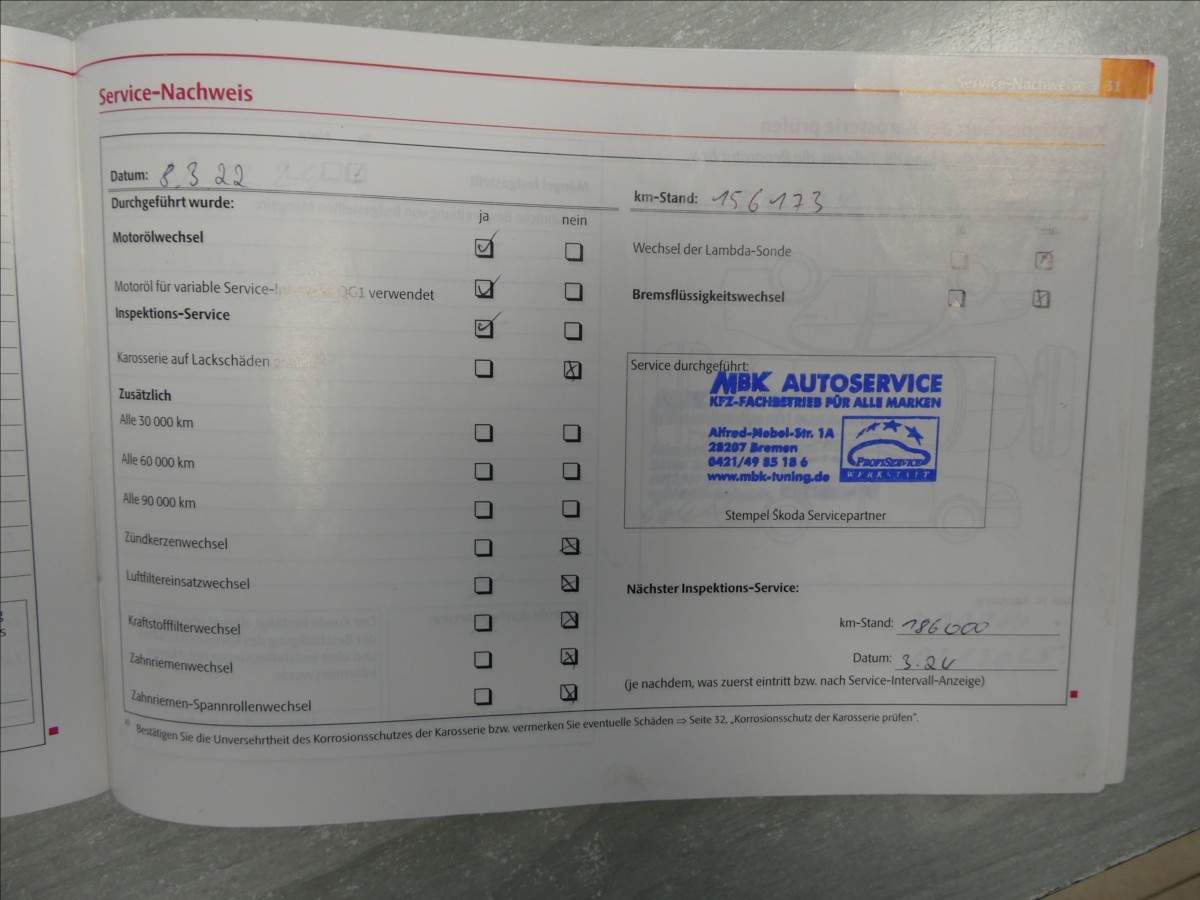 Service-Nachweis
Service-Nachweise 31
Datum: 8.3.22
km-Stand: 156173
Durchgeführt wurde:
ja nein
Motorölwechsel
Motoröl für variable Service- QG1 verwendet
Inspektions-Service
Karosserie auf Lackschäden
Zusätzlich
Alle 30 000 km
Alle 60 000 km
Alle 90 000 km
Zündkerzenwechsel
Luftfiltereinsatzwechsel
Kraftstofffilterwechsel
Zahnriemenwechsel
Zahnriemen-Spannrollenwechsel
Wechsel der Lambda-Sonde
Bremsflüssigkeitswechsel
Service durchgeführt:
MBK AUTOSERVICE
KFZ-FACHBETRIEB FÜR ALLE MARKEN
Alfred-Nobel-Str. 1A
28207 Bremen
0421/49 85 18 6
www.mbk-tuning.de
PROFISERVICE
WERKSTATT
Stempel Škoda Servicepartner
Nächster Inspektions-Service:
km-Stand: 186000
Datum: 3.24
(je nachdem, was zuerst eintritt bzw. nach Service-Intervall-Anzeige)
Bestätigen Sie die Unversehrtheit des Korrosionsschutzes der Karosserie bzw. vermerken Sie eventuelle Schäden ⇒ Seite 32, „Korrosionsschutz der Karosserie prüfen“.